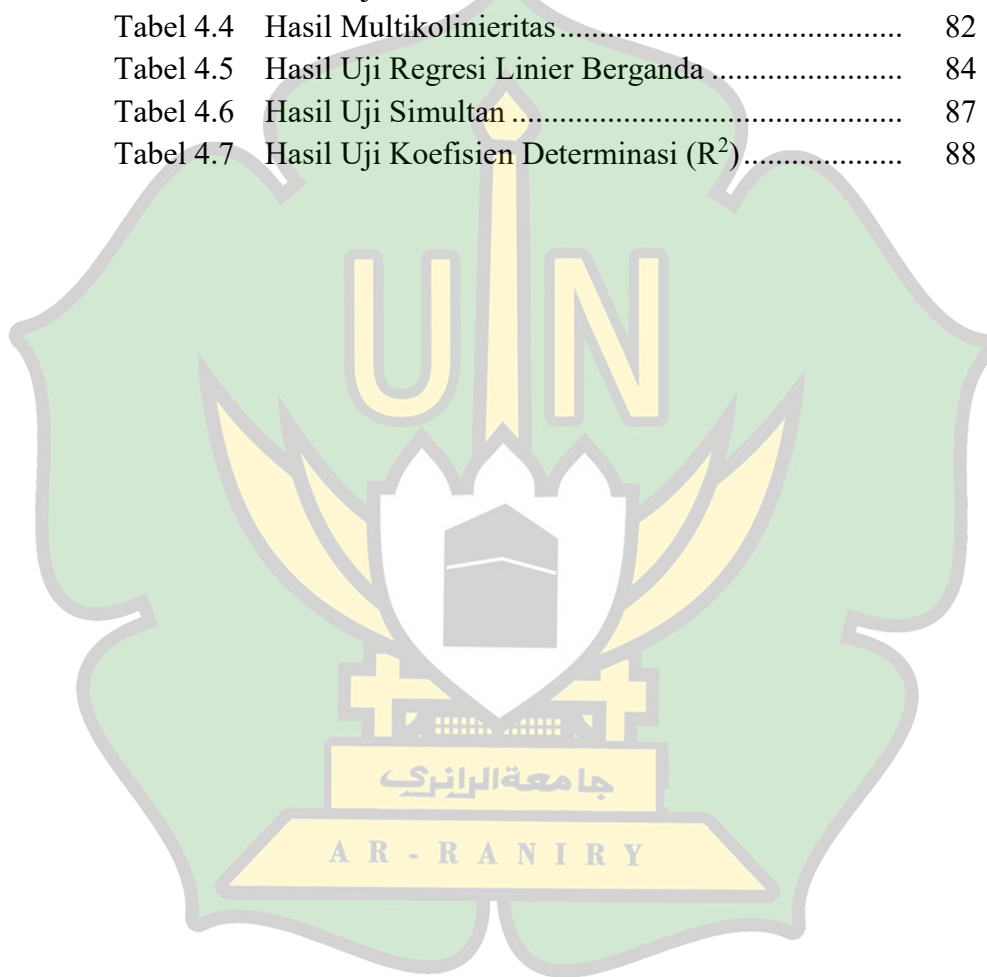 Tabel 4.4 Hasil Multikolinieritas.......................................... 82
Tabel 4.5 Hasil Uji Regresi Linier Berganda ....................... 84
Tabel 4.6 Hasil Uji Simultan ................................................ 87
Tabel 4.7 Hasil Uji Koefisien Determinasi (R²)................... 88
UIN
جامعةالرانرى
AR-RANIRY